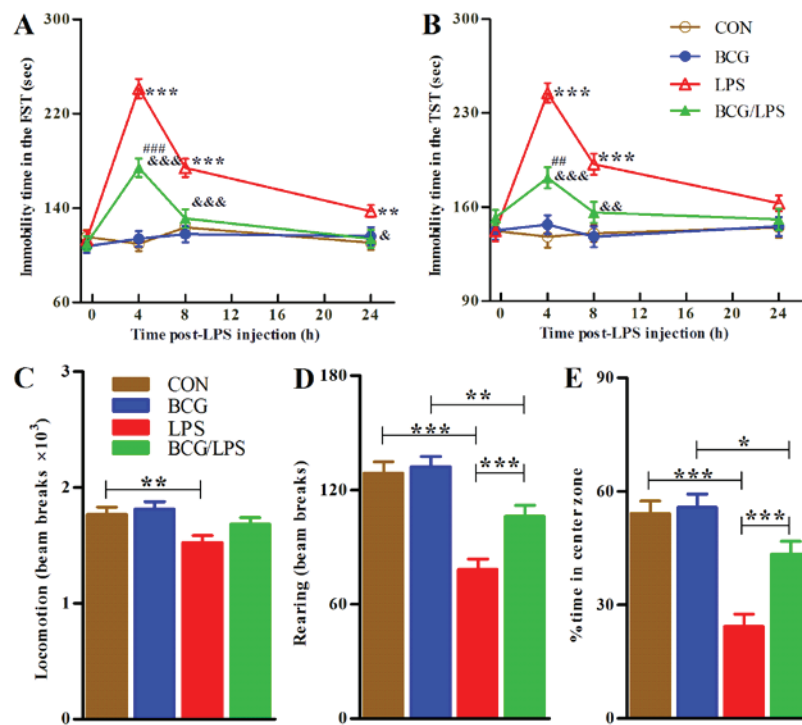 A
Immobility time in the FST (sec)
300
220
140
60
***
###
&&&
***
&&&
**
&
0 4 8 12 16 20 24
Time post-LPS injection (h)
B
Immobility time in the TST (sec)
300
230
160
90
CON
BCG
LPS
BCG/LPS
***
##
&&&
***
&&
0 4 8 12 16 20 24
Time post-LPS injection (h)
C
Locomotion (beam breaks ×10³)
3
2
1
0
CON
BCG
LPS
BCG/LPS
**
D
Rearing (beam breaks)
180
120
60
0
**
***
***
E
%time in center zone
90
60
30
0
*
***
***